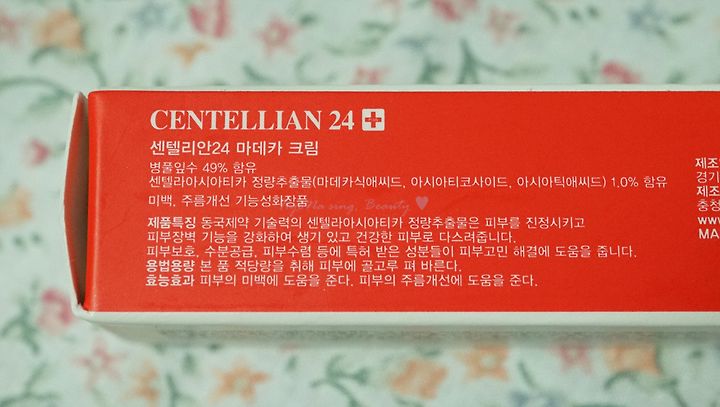 CENTELLIAN 24
센텔리안24 마데카 크림
병풀잎수 49% 함유
센텔라아시아티카 정량추출물(마데카식애씨드, 아시아티코사이드, 아시아틱애씨드) 1.0% 함유
미백, 주름개선 기능성화장품
Na sing, Beauty
제품특징 동국제약 기술력의 센텔라아시아티카 정량추출물은 피부를 진정시키고
피부장벽 기능을 강화하여 생기 있고 건강한 피부로 다스려줍니다.
피부보호, 수분공급, 피부수렴 등에 특허 받은 성분들이 피부고민 해결에 도움을 줍니다.
용법용량 본 품 적당량을 취해 피부에 골고루 펴 바른다.
효능효과 피부의 미백에 도움을 준다. 피부의 주름개선에 도움을 준다.
제조
경기
제조
충청
www
MA